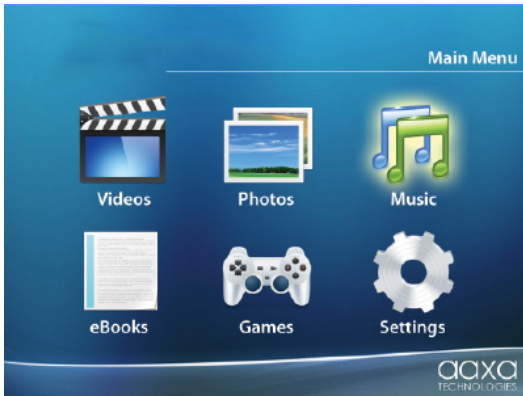 Main Menu
Videos Photos Music
eBooks Games Settings
aaxa
TECHNOLOGIES